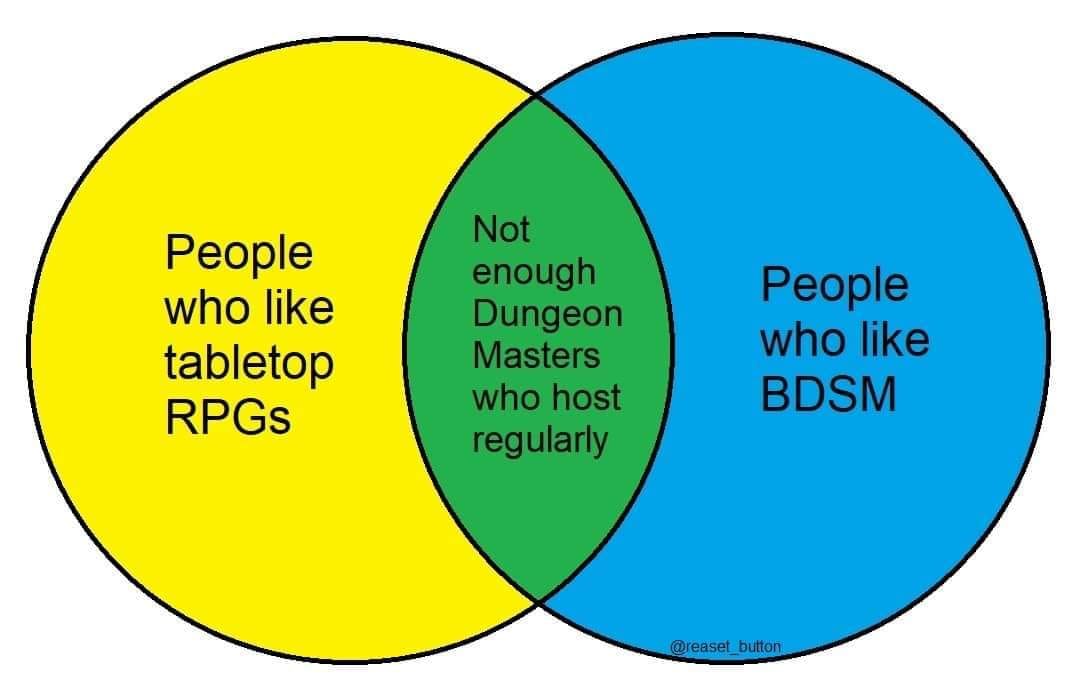 People
who like
tabletop
RPGs
Not
enough
Dungeon
Masters
who host
regularly
People
who like
BDSM
@reaset_button